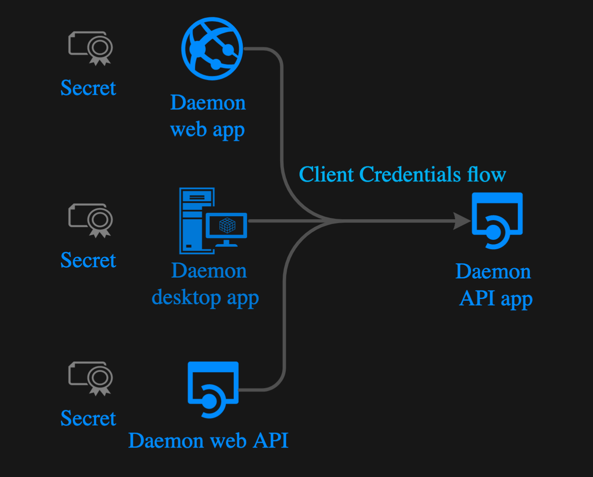 Secret
Daemon
web app
Client Credentials flow
Secret
Daemon
desktop app
Daemon
API app
Secret
Daemon web API